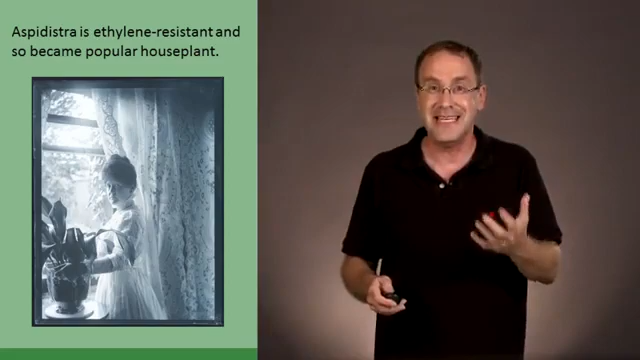 Aspidistra is ethylene-resistant and
so became popular houseplant.